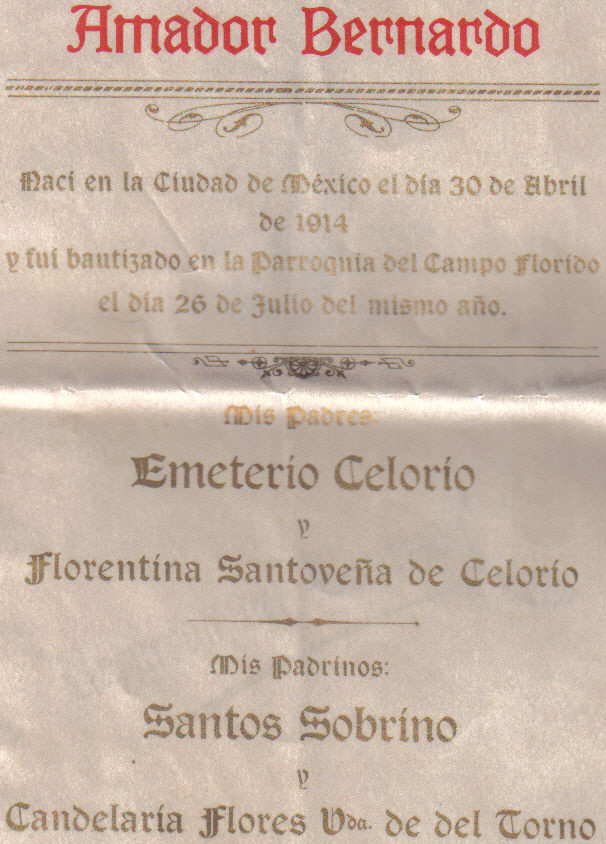 Amador Bernardo
Nací en la Ciudad de México el día 30 de Abril
de 1914
y fui bautizado en la Parroquia del Campo Florido
el día 26 de Julio del mismo año.
Mis Padres:
Emeterio Celorio
y
Florentina Santoveña de Celorio
Mis Padrinos:
Santos Sobrino
y
Candelaria Flores Vda. de del Torno